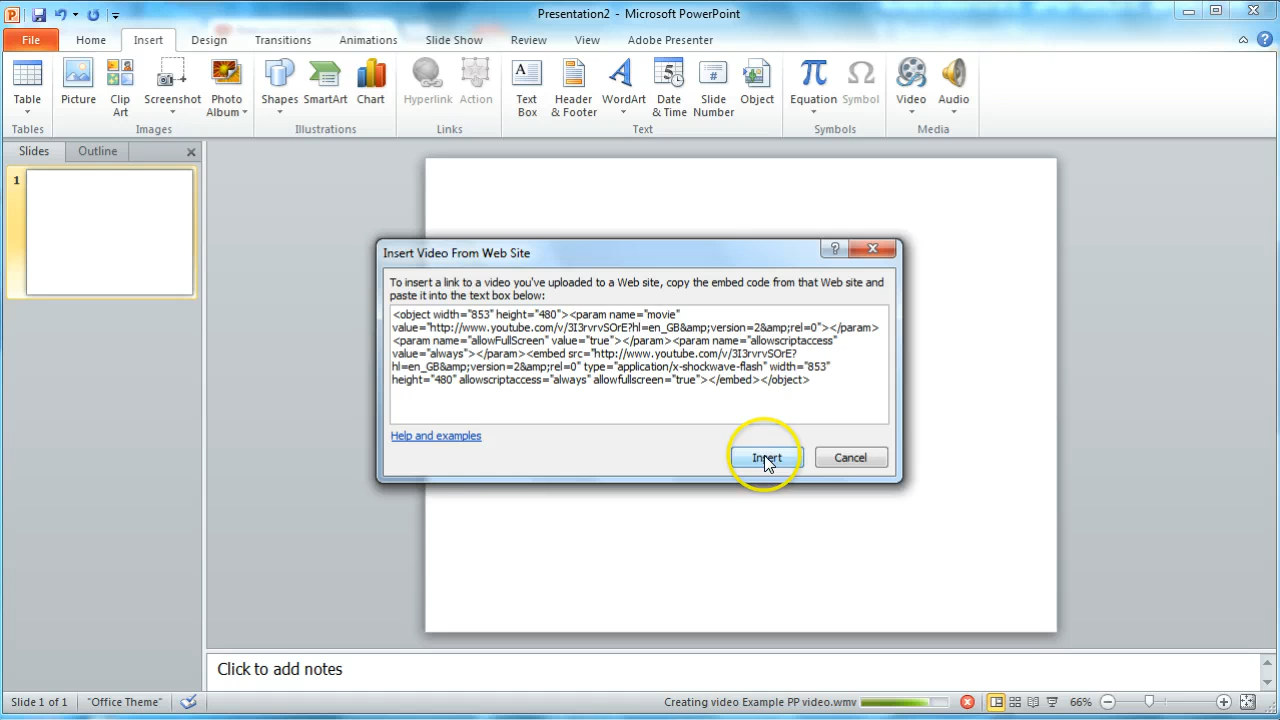 Presentation2 - Microsoft PowerPoint
File Home Insert Design Transitions Animations Slide Show Review View Adobe Presenter
Table Picture Clip Art Screenshot Photo Album Shapes SmartArt Chart Hyperlink Action Text Box Header & Footer WordArt Date & Time Slide Number Object Equation Symbol Video Audio
Tables Images Illustrations Links Text Symbols Media
Slides Outline
1
Insert Video From Web Site
To insert a link to a video you've uploaded to a Web site, copy the embed code from that Web site and
paste it into the text box below:
<object width="853" height="480"><param name="movie"
value="http://www.youtube.com/v/3I3rvrvSOrE?hl=en_GB&amp;version=2&amp;rel=0"></param>
<param name="allowFullScreen" value="true"></param><param name="allowscriptaccess"
value="always"></param><embed src="http://www.youtube.com/v/3I3rvrvSOrE?
hl=en_GB&amp;version=2&amp;rel=0" type="application/x-shockwave-flash" width="853"
height="480" allowscriptaccess="always" allowfullscreen="true"></embed></object>
Help and examples
Insert Cancel
Click to add notes
Slide 1 of 1 "Office Theme" Creating video Example PP video.wmv 66%